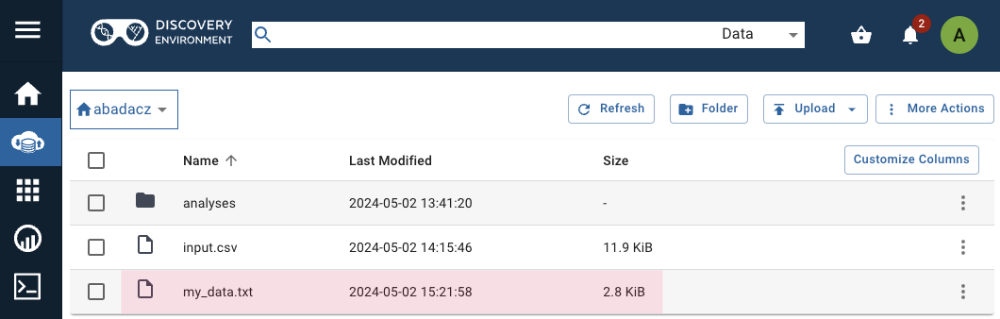 DISCOVERY
ENVIRONMENT
Data
2
A
abadacz
Refresh
Folder
Upload
More Actions
Name
Last Modified
Size
Customize Columns
analyses
2024-05-02 13:41:20
-
input.csv
2024-05-02 14:15:46
11.9 KiB
my_data.txt
2024-05-02 15:21:58
2.8 KiB